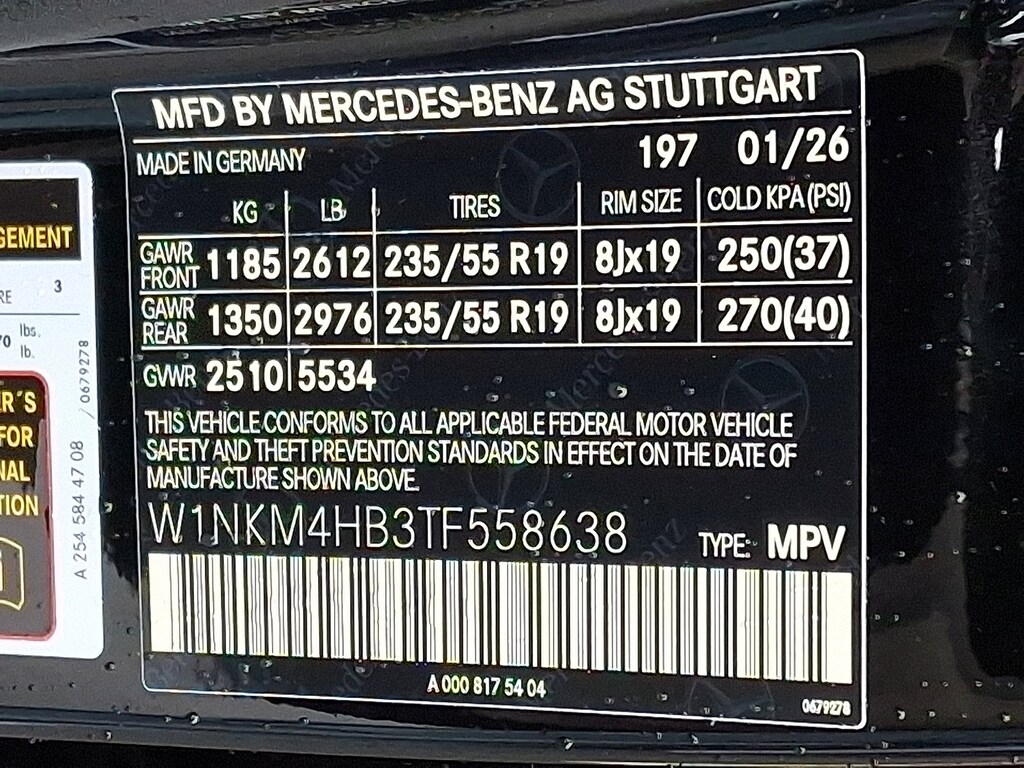 MFD BY MERCEDES-BENZ AG STUTTGART
MADE IN GERMANY 197 01/26
KG LB TIRES RIM SIZE COLD KPA(PSI)
GAWR FRONT 1185 2612 235/55 R19 8Jx19 250(37)
GAWR REAR 1350 2976 235/55 R19 8Jx19 270(40)
GVWR 2510 5534
THIS VEHICLE CONFORMS TO ALL APPLICABLE FEDERAL MOTOR VEHICLE
SAFETY AND THEFT PREVENTION STANDARDS IN EFFECT ON THE DATE OF
MANUFACTURE SHOWN ABOVE.
W1NKM4HB3TF558638 TYPE: MPV
A 000 817 54 04
0679278
3
lbs.
lb.
FOR
A 254 584 47 08 / 0679278